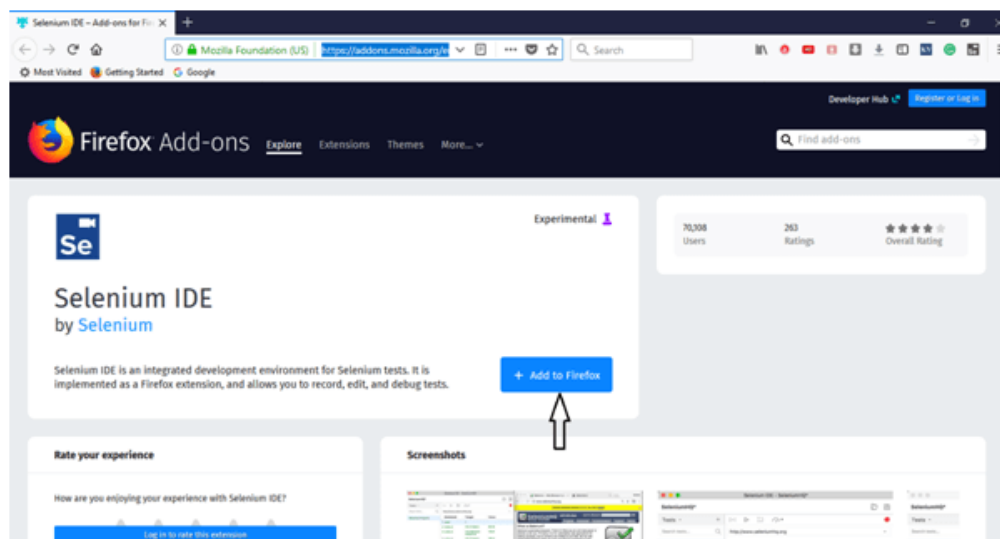 Selenium IDE – Add-ons for Fir
Mozilla Foundation (US) https://addons.mozilla.org/e
Search
Most Visited Getting Started Google
Developer Hub Register or Log in
Firefox Add-ons Explore Extensions Themes More...
Find add-ons
Experimental
Se
70,108 263
Users Ratings Overall Rating
Selenium IDE
by Selenium
Selenium IDE is an integrated development environment for Selenium tests. It is
implemented as a Firefox extension, and allows you to record, edit, and debug tests.
+ Add to Firefox
Rate your experience
How are you enjoying your experience with Selenium IDE?
Log in to rate this extension
Screenshots